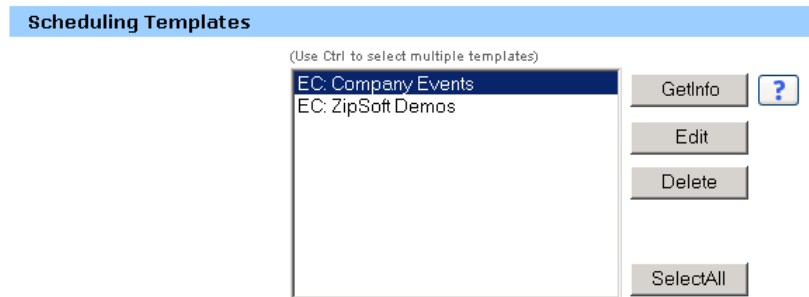 Scheduling Templates
(Use Ctrl to select multiple templates)
EC: Company Events
EC: ZipSoft Demos
GetInfo
?
Edit
Delete
SelectAll